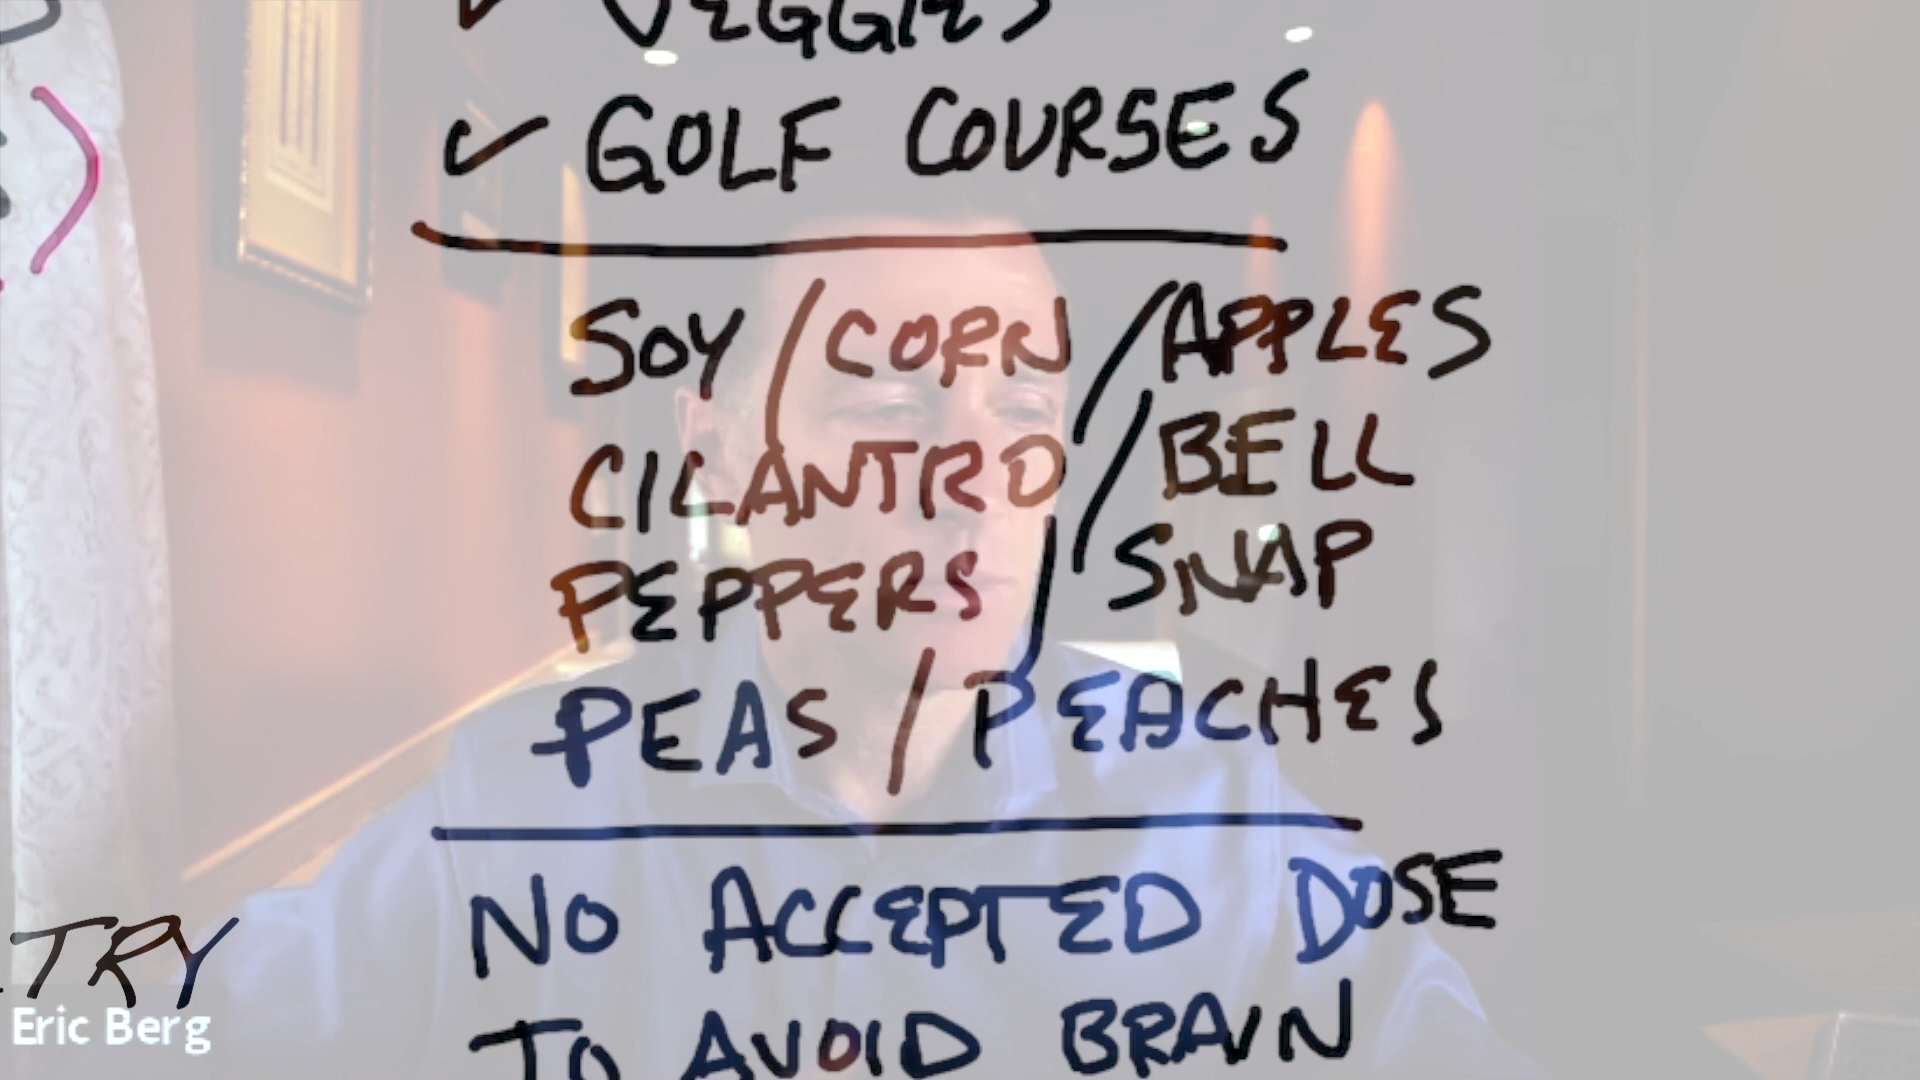 ✓ VEGGIES
✓ GOLF COURSES
SOY / CORN / APPLES
CILANTRO / BELL
PEPPERS / SNAP
PEAS / PEACHES
NO ACCEPTED DOSE
TO AVOID BRAIN
TRY
Eric Berg